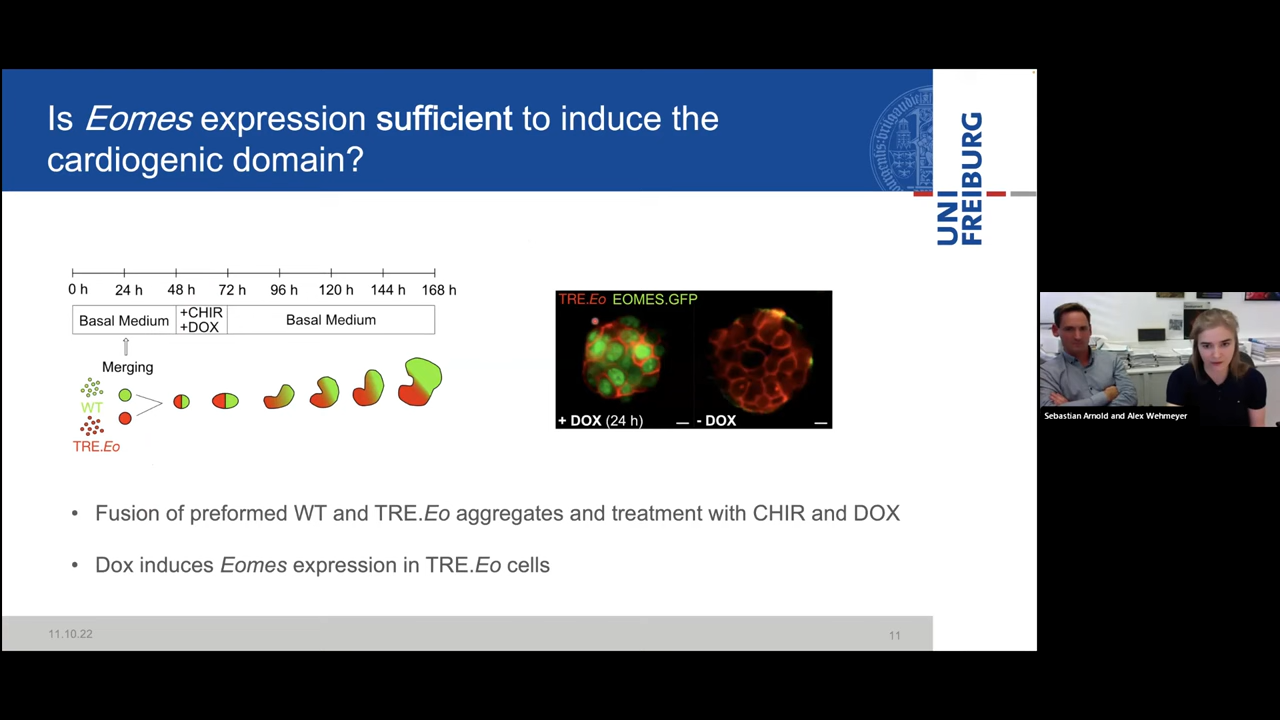 Is Eomes expression sufficient to induce the
cardiogenic domain?
UNI
FREIBURG
0 h 24 h 48 h 72 h 96 h 120 h 144 h 168 h
Basal Medium
+CHIR
+DOX
Basal Medium
Merging
WT
TRE.Eo
TRE.Eo EOMES.GFP
+ DOX (24 h)
- DOX
• Fusion of preformed WT and TRE.Eo aggregates and treatment with CHIR and DOX
• Dox induces Eomes expression in TRE.Eo cells
11.10.22
11
Sebastian Arnold and Alex Wehmeyer